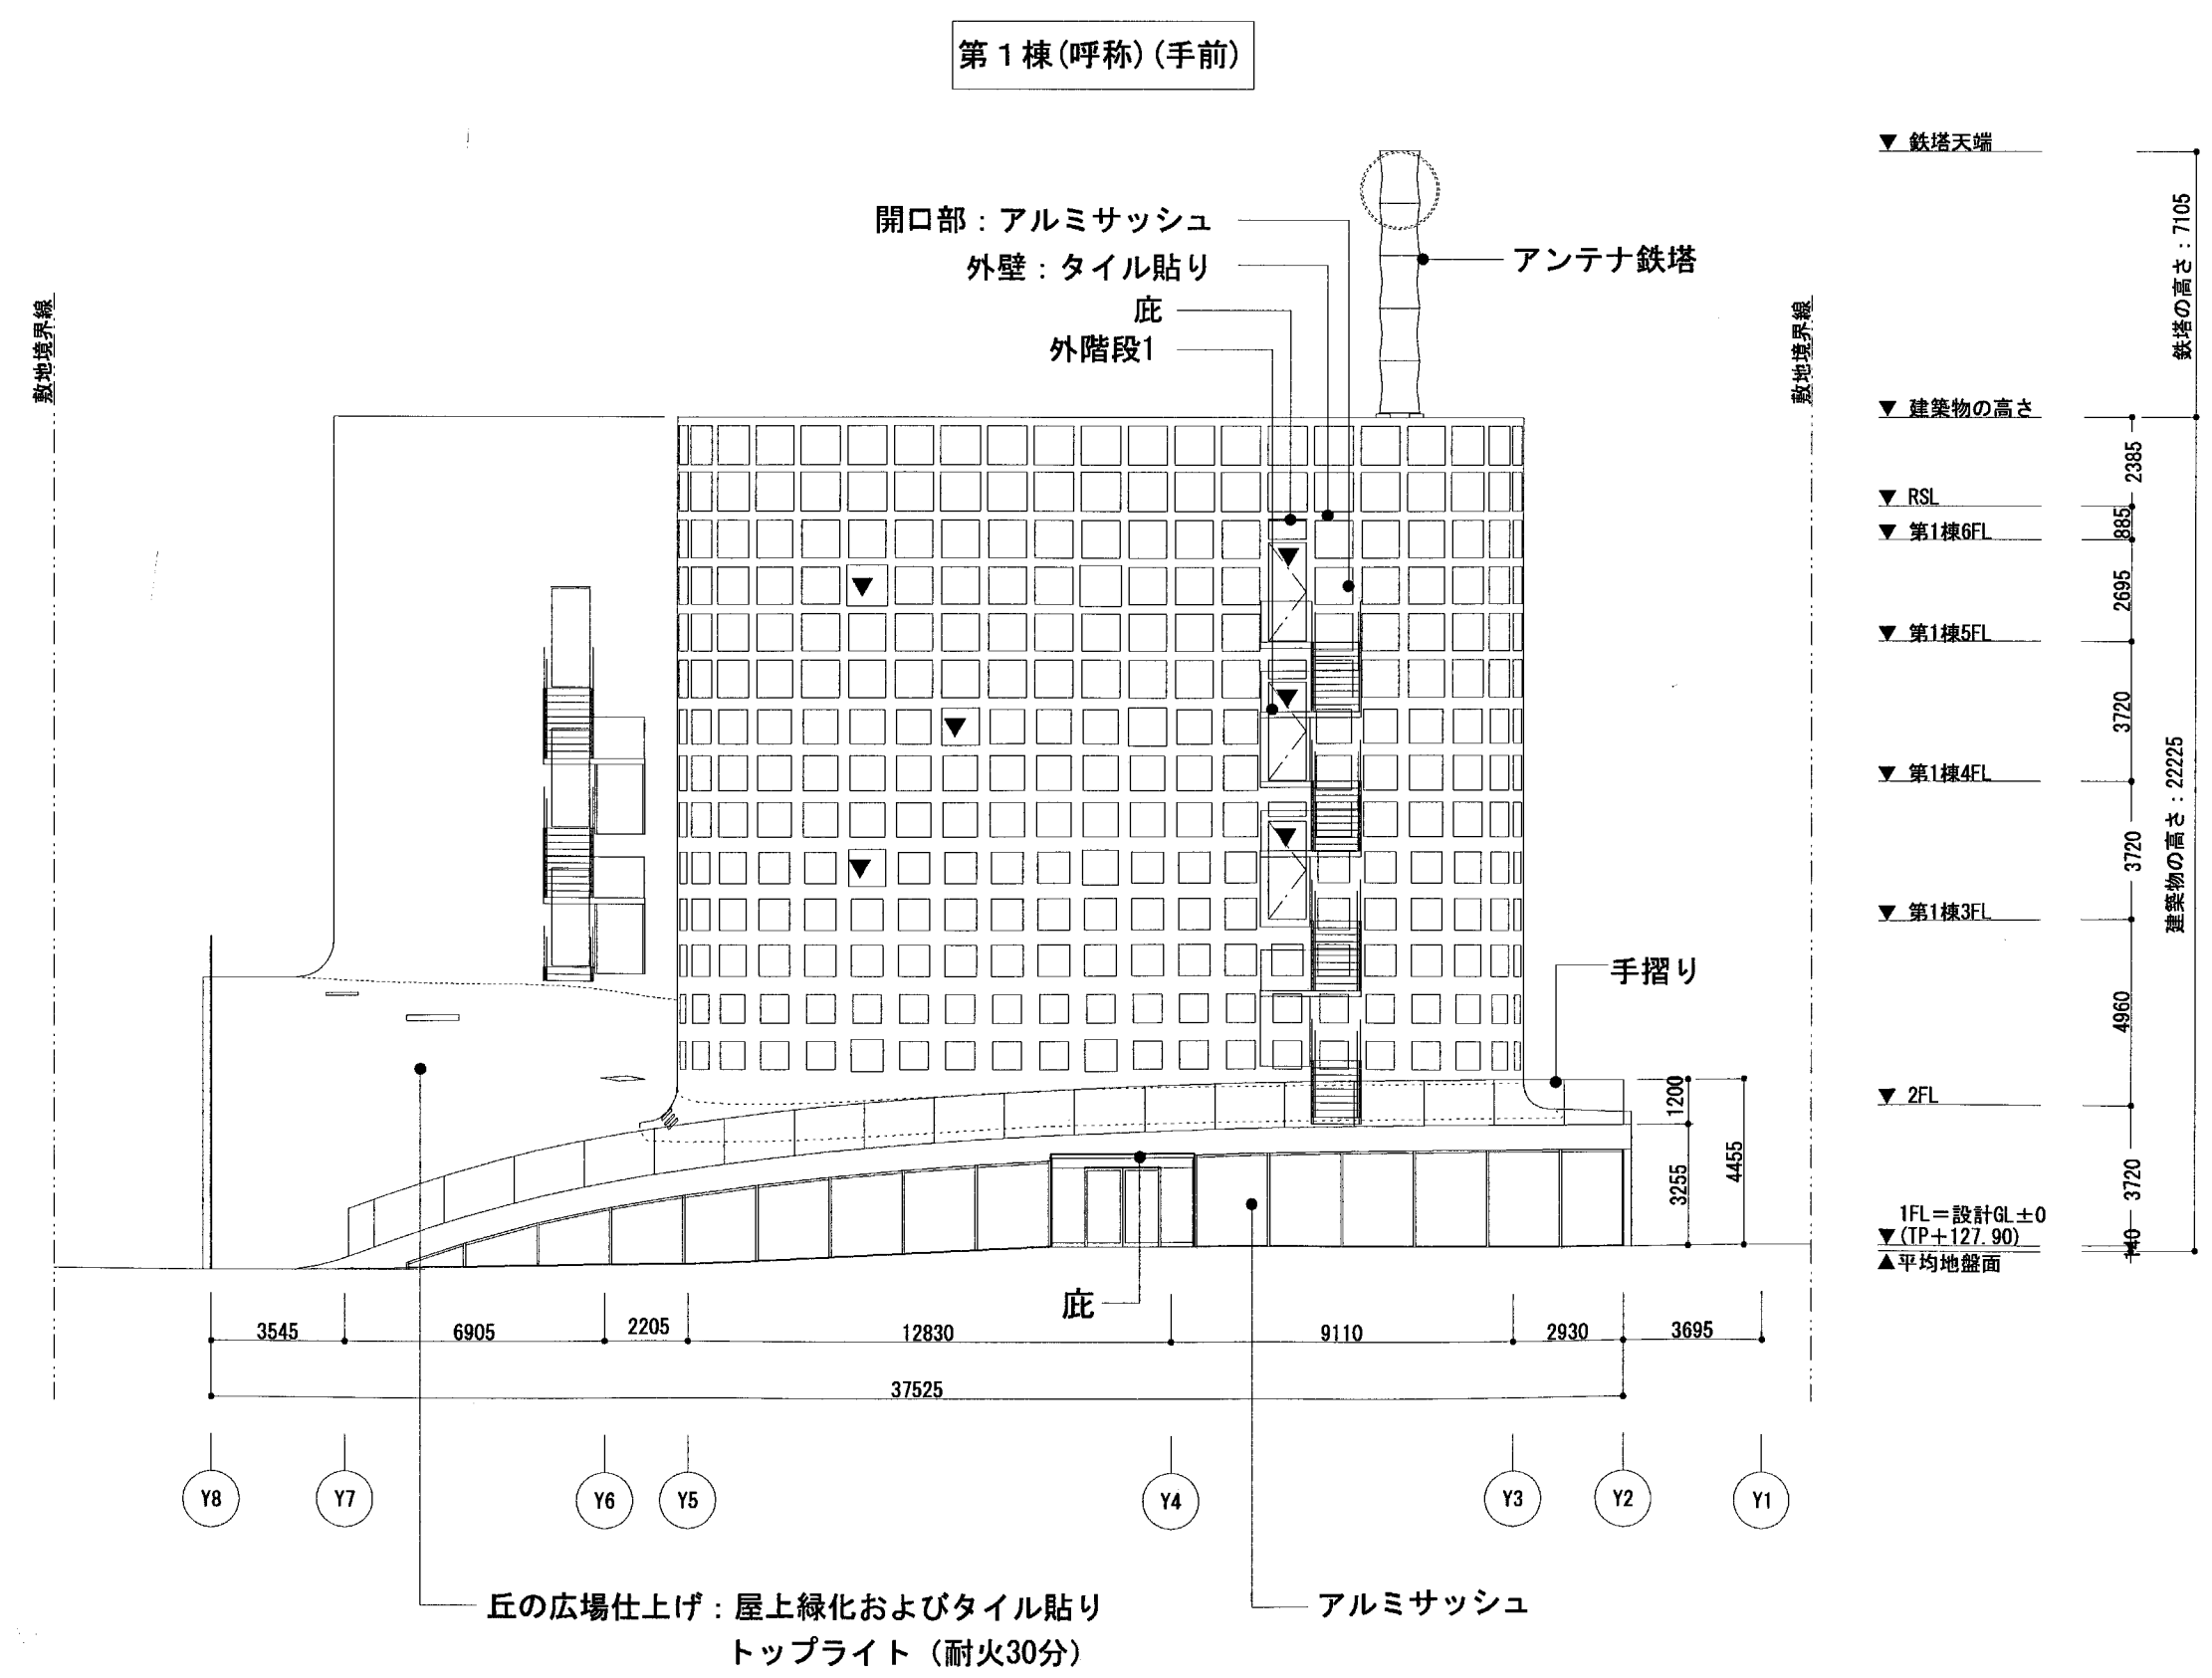 第１棟(呼称)(手前)
▼ 鉄塔天端
鉄塔の高さ：7105
開口部：アルミサッシュ
外壁：タイル貼り
アンテナ鉄塔
庇
外階段1
敷地境界線
敷地境界線
▼ 建築物の高さ
2385
▼ RSL
885
▼ 第1棟6FL
2695
▼ 第1棟5FL
3720
▼ 第1棟4FL
建築物の高さ：22225
3720
▼ 第1棟3FL
手摺り
4960
1200
▼ 2FL
4455
3255
3720
1FL＝設計GL±0
▼(TP＋127.90)
140
▲平均地盤面
庇
3545
6905
2205
12830
9110
2930
3695
37525
Y8
Y7
Y6
Y5
Y4
Y3
Y2
Y1
丘の広場仕上げ：屋上緑化およびタイル貼り
アルミサッシュ
トップライト（耐火30分）